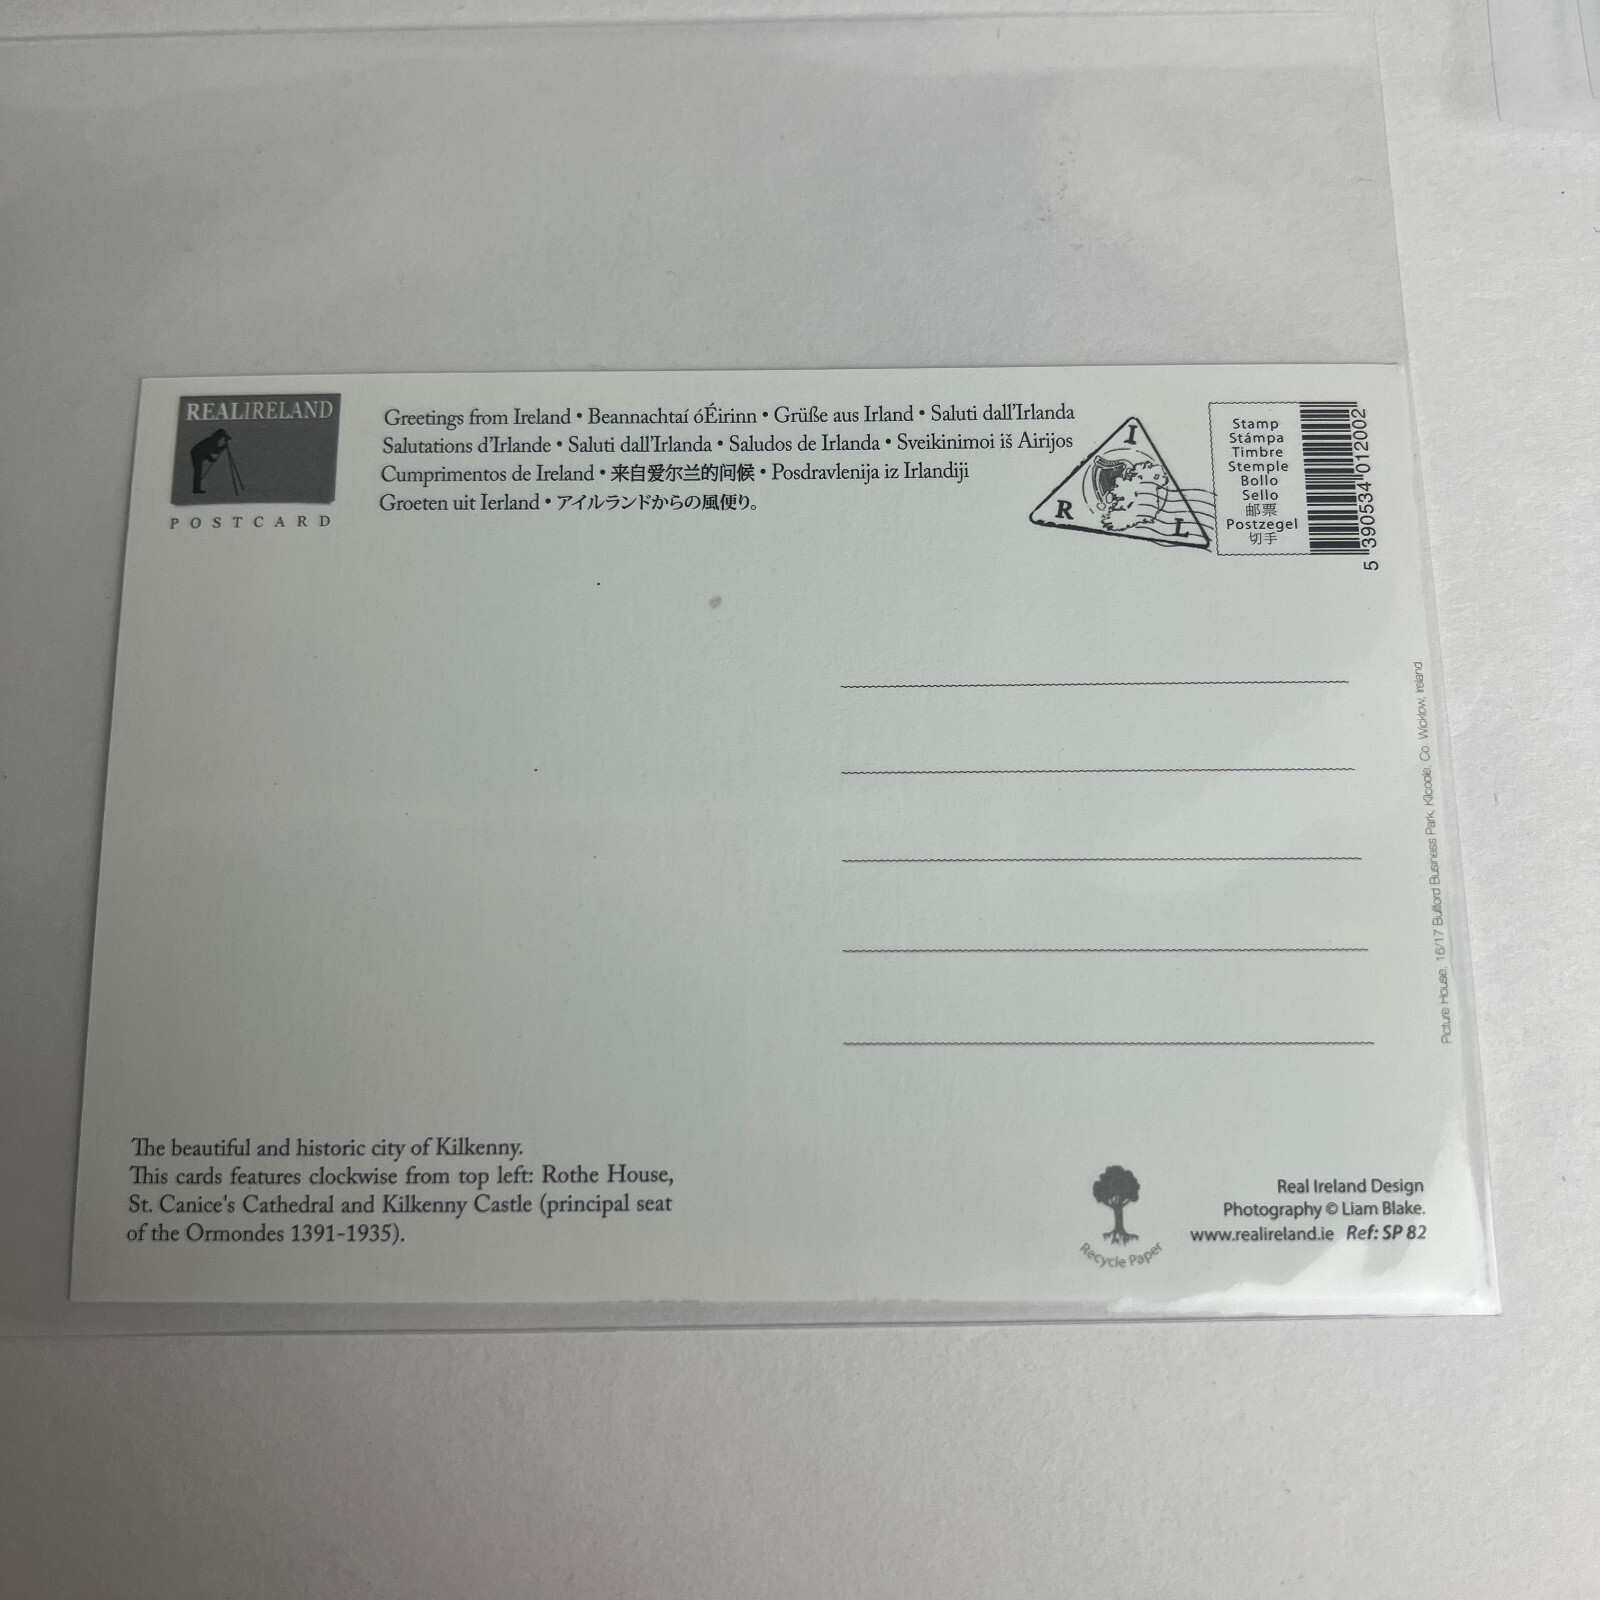 REALIRELAND
POSTCARD
Greetings from Ireland • Beannachtaí óÉirinn • Grüße aus Irland • Saluti dall'Irlanda
Salutations d'Irlande • Saluti dall'Irlanda • Saludos de Irlanda • Sveikinimoi iš Airijos
Cumprimentos de Ireland • 来自爱尔兰的问候 • Posdravlenija iz Irlandiji
Groeten uit Ierland • アイルランドからの風便り。
I
R
L
Stamp
Stámpa
Timbre
Stemple
Bollo
Sello
邮票
Postzegel
切手
5 390534 012002
Picture House, 16/17 Bullford Business Park, Kilcoole, Co. Wicklow, Ireland.
The beautiful and historic city of Kilkenny.
This cards features clockwise from top left: Rothe House,
St. Canice's Cathedral and Kilkenny Castle (principal seat
of the Ormondes 1391-1935).
Recycle Paper
Real Ireland Design
Photography © Liam Blake.
www.realireland.ie Ref: SP 82